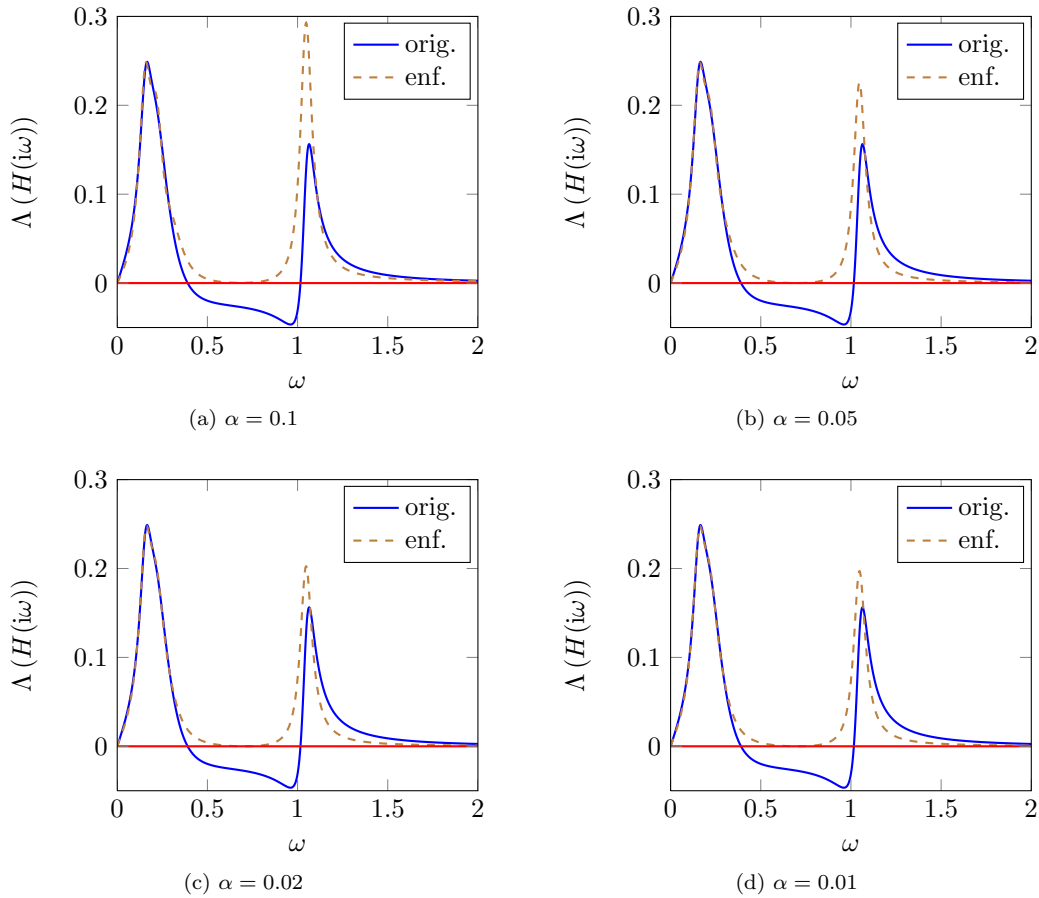 0.3
0.2
0.1
0
Λ (H(iω))
orig.
enf.
0 0.5 1 1.5 2
ω
(a) α = 0.1
0.3
0.2
0.1
0
Λ (H(iω))
orig.
enf.
0 0.5 1 1.5 2
ω
(b) α = 0.05
0.3
0.2
0.1
0
Λ (H(iω))
orig.
enf.
0 0.5 1 1.5 2
ω
(c) α = 0.02
0.3
0.2
0.1
0
Λ (H(iω))
orig.
enf.
0 0.5 1 1.5 2
ω
(d) α = 0.01